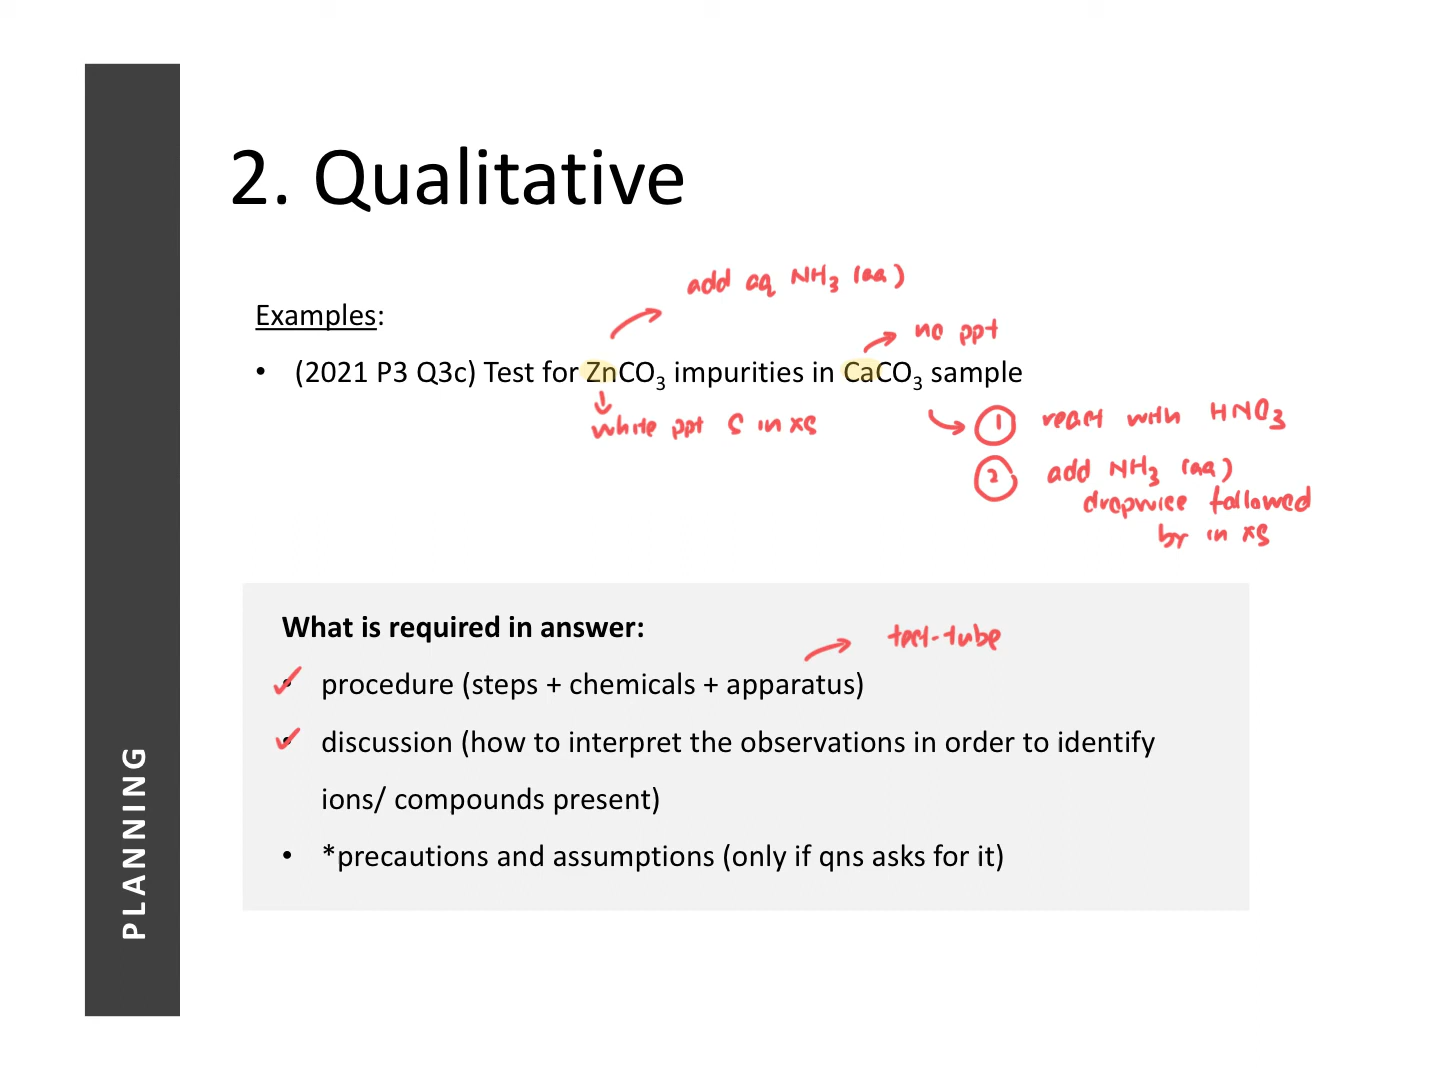 2. Qualitative
add aq NH3 (aq)
Examples:
no ppt
• (2021 P3 Q3c) Test for ZnCO3 impurities in CaCO3 sample
white ppt S in xs
1 react with HNO3
2 add NH3 (aq)
dropwise followed
by in xs
What is required in answer:
test-tube
• procedure (steps + chemicals + apparatus)
• discussion (how to interpret the observations in order to identify
ions/ compounds present)
• *precautions and assumptions (only if qns asks for it)
PLANNING